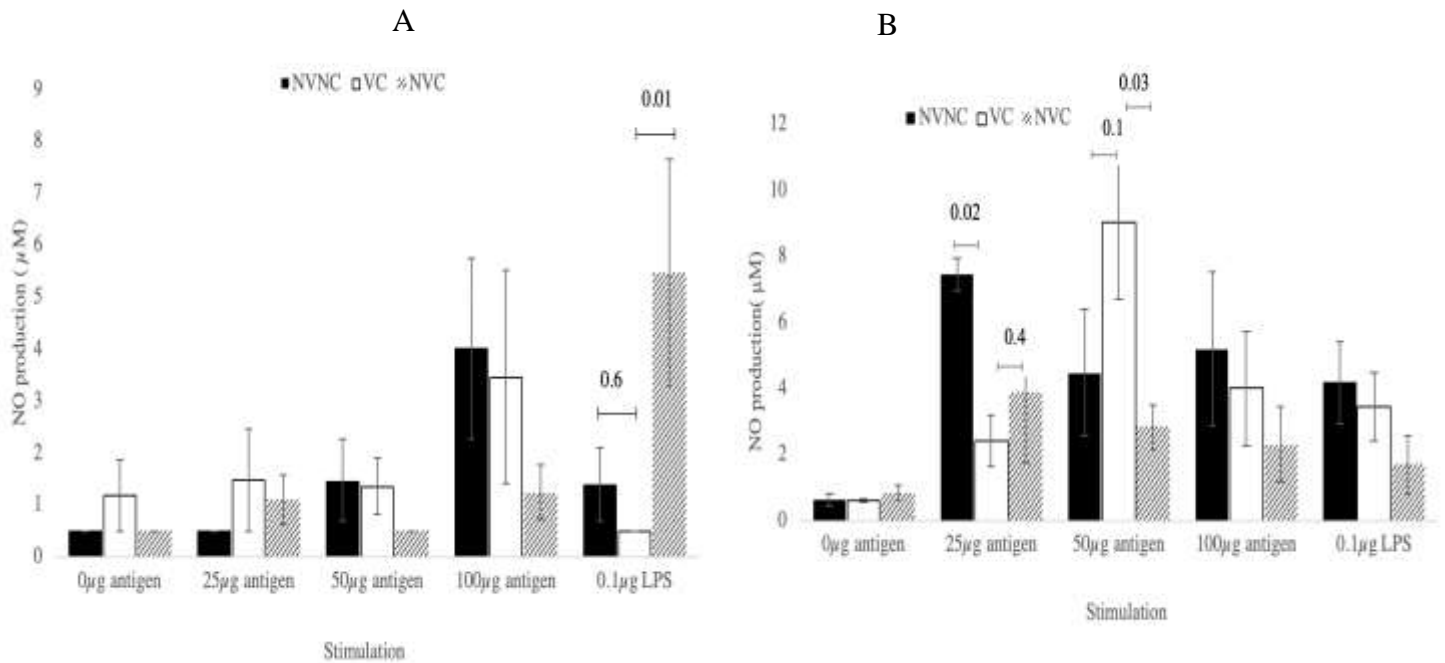 A
NVNC VC NVC
0.01
9
8
7
6
5
4
3
2
1
0
0.6
NO production ( µM)
0µg antigen 25µg antigen 50µg antigen 100µg antigen 0.1µg LPS
Stimulation
B
NVNC VC NVC
0.03
0.1
0.02
0.4
12
10
8
6
4
2
0
NO production( µM)
0µg antigen 25µg antigen 50µg antigen 100µg antigen 0.1µg LPS
Stimulation